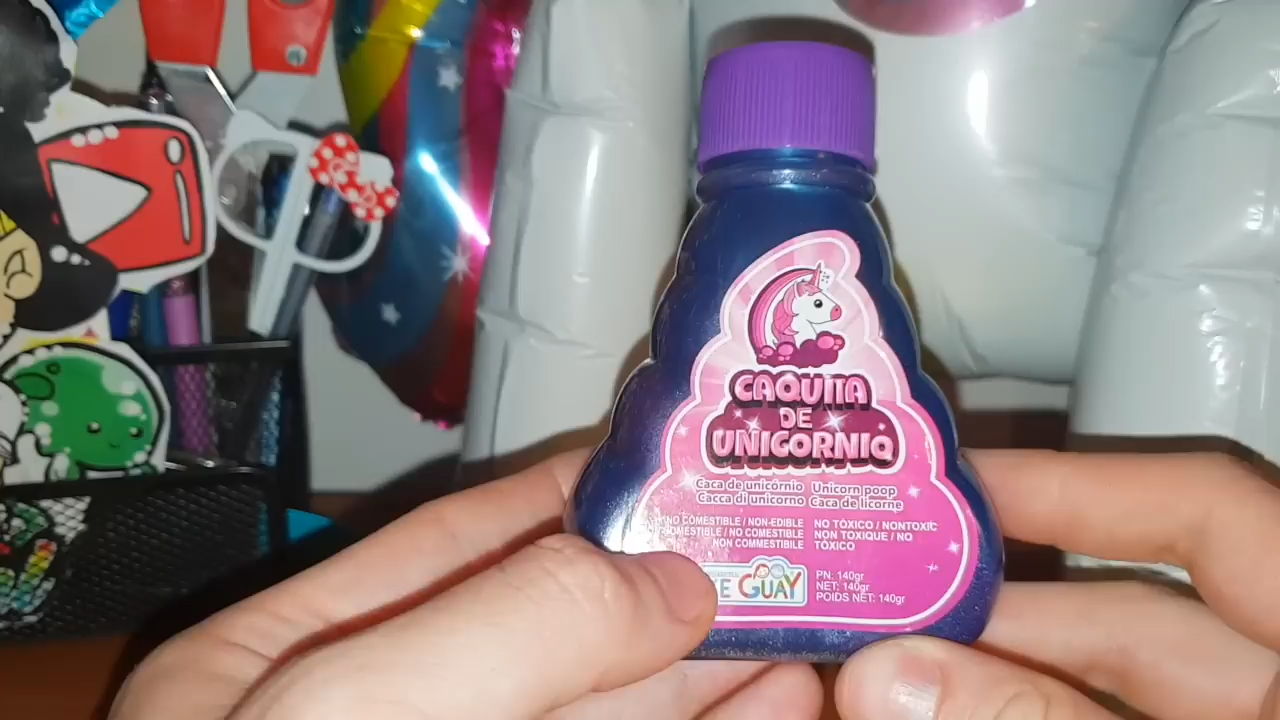 CAQUITA
DE
UNICORNIO
Caca de unicórnio Unicorn poop
Cacca di unicorno Caca de licorne
NO COMESTIBLE / NON-EDIBLE
COMESTIBLE / NO COMESTIBLE
NON COMMESTIBILE
NO TÓXICO / NONTOXIC
NON TOXIQUE / NO
TÓXICO
GUAY
PN: 140gr
NET: 140gr
POIDS NET: 140gr